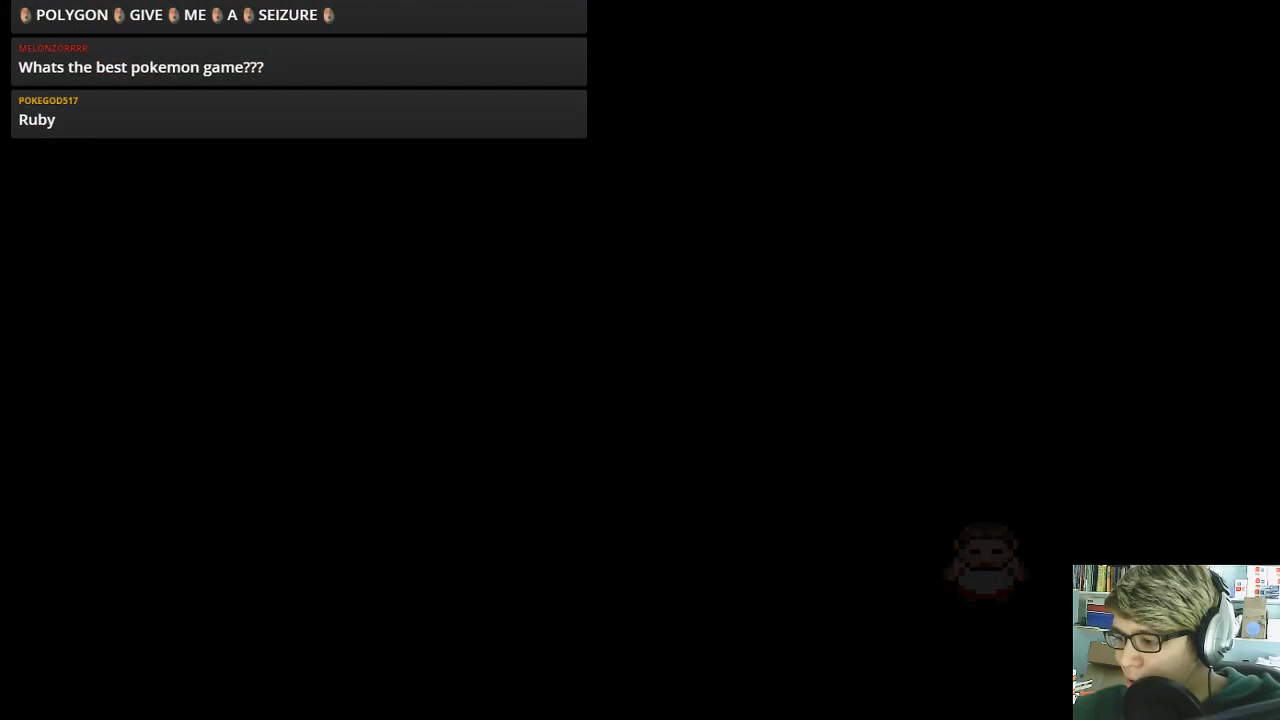 POLYGON GIVE ME A SEIZURE
MELONZORRRR
Whats the best pokemon game???
POKEGOD517
Ruby